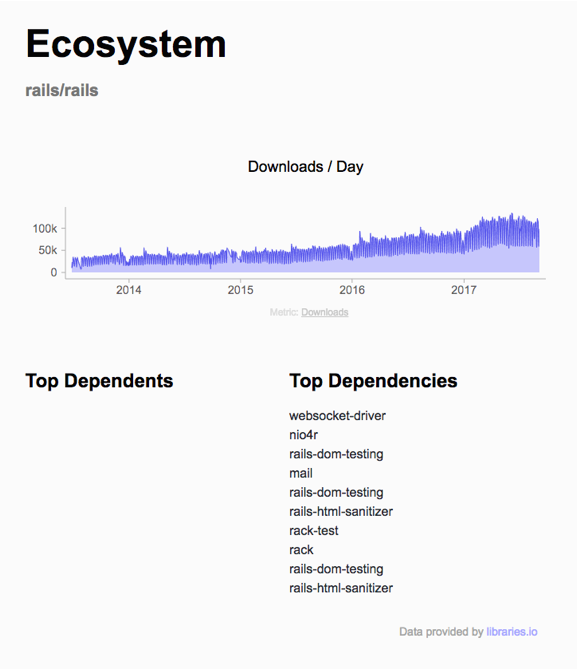 Ecosystem
rails/rails
Downloads / Day
100k
50k
0
2014 2015 2016 2017
Metric: Downloads
Top Dependents
Top Dependencies
websocket-driver
nio4r
rails-dom-testing
mail
rails-dom-testing
rails-html-sanitizer
rack-test
rack
rails-dom-testing
rails-html-sanitizer
Data provided by libraries.io